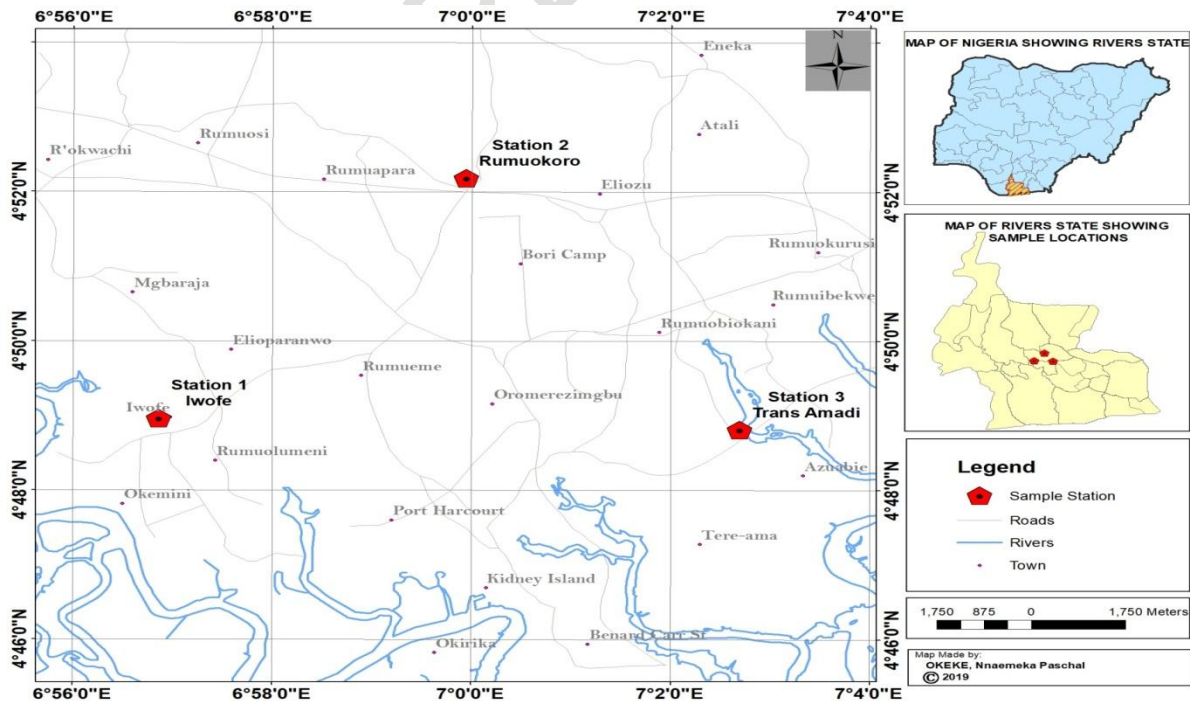 6°56'0"E
6°58'0"E
7°0'0"E
7°2'0"E
7°4'0"E
N
Eneka
Atali
Rumuosi
R'okwachi
Station 2
Rumuokoro
Rumuapara
Eliozu
4°52'0"N
4°52'0"N
Rumuokurusi
Bori Camp
Mgbaraja
Rumuibekwe
Rumuobiokani
4°50'0"N
4°50'0"N
Elioparanwo
Rumueme
Station 1
Iwofe
Iwofe
Oromerezimgbu
Station 3
Trans Amadi
Rumuolumeni
Azuabie
4°48'0"N
4°48'0"N
Okemini
Port Harcourt
Tere-ama
Kidney Island
4°46'0"N
4°46'0"N
Okirika
Benard Carr St
6°56'0"E
6°58'0"E
7°0'0"E
7°2'0"E
7°4'0"E
MAP OF NIGERIA SHOWING RIVERS STATE
MAP OF RIVERS STATE SHOWING
SAMPLE LOCATIONS
Legend
Sample Station
Roads
Rivers
Town
1,750 875 0 1,750 Meters
Map Made by:
OKEKE, Nnaemeka Paschal
© 2019